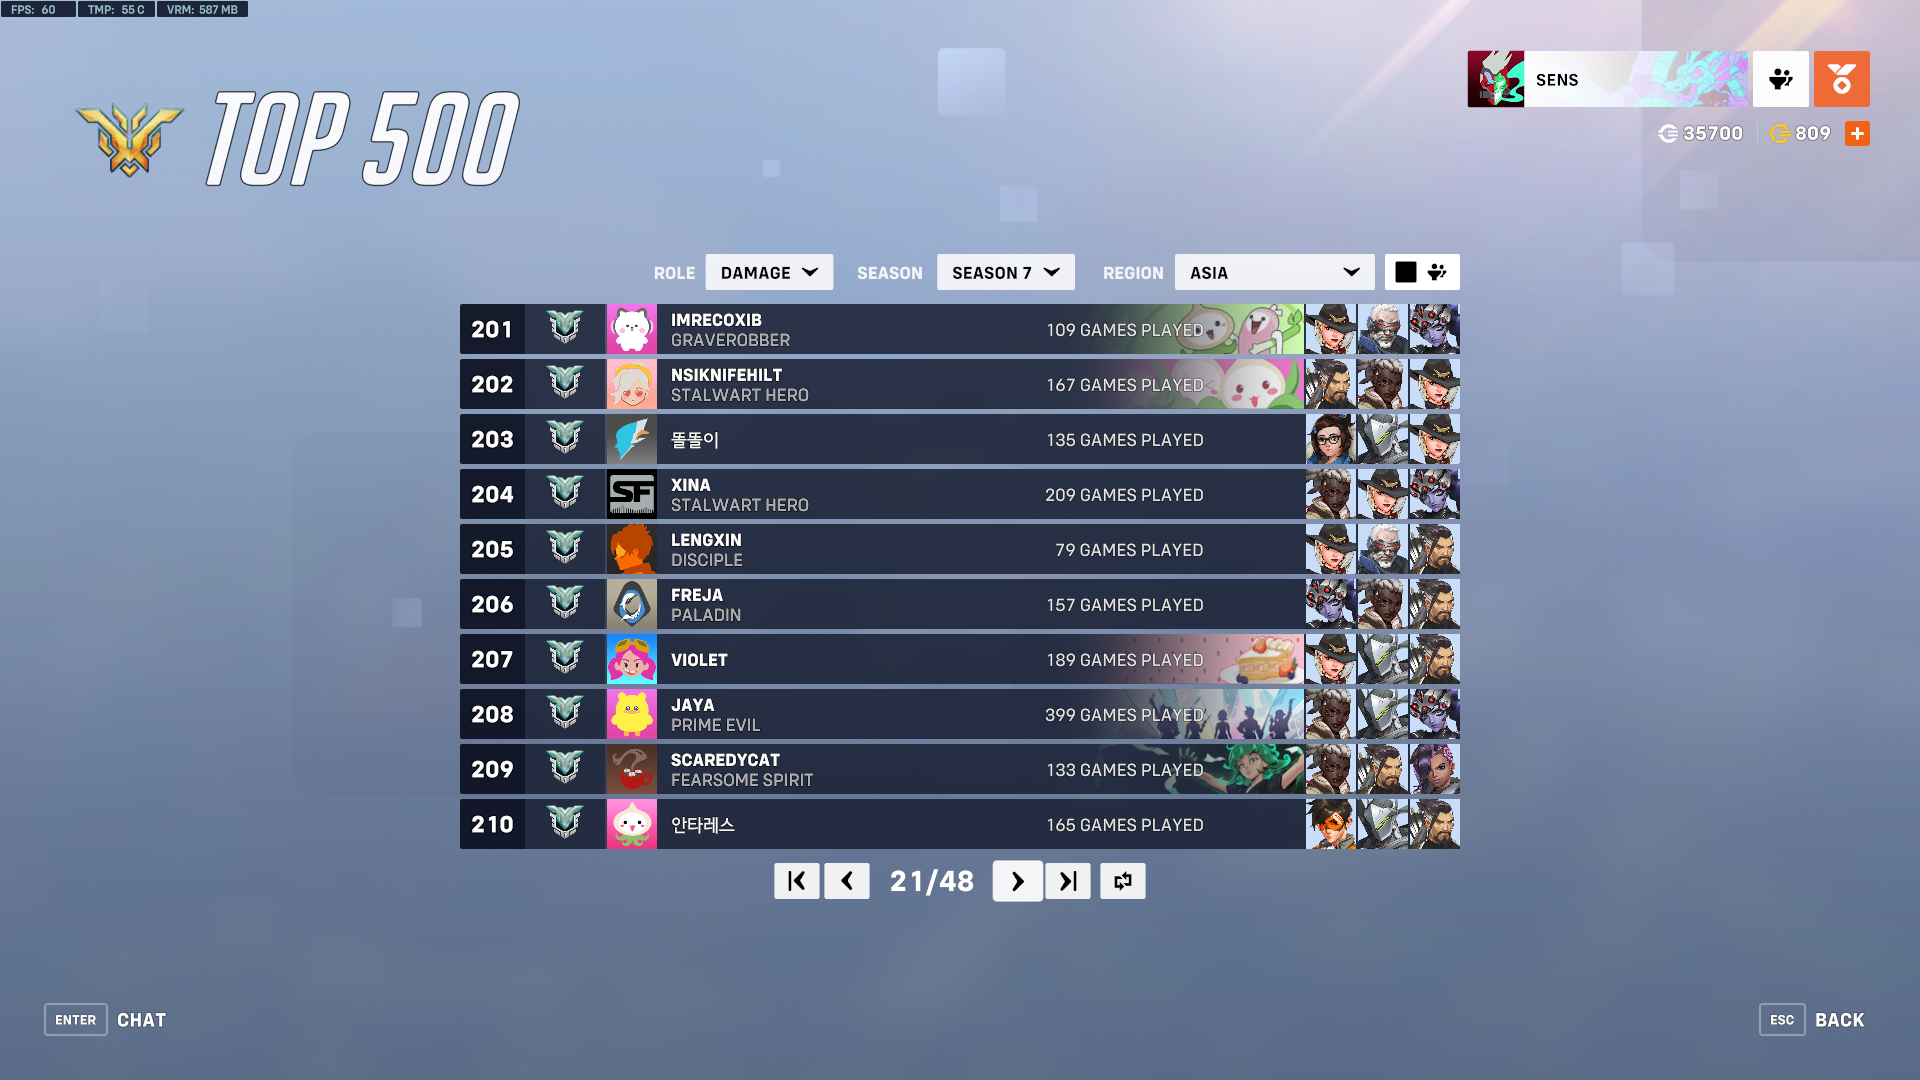 FPS: 60 TMP: 55 C VRM: 587 MB
TOP 500
SENS
35700 809
ROLE DAMAGE SEASON SEASON 7 REGION ASIA
201 IMRECOXIB 109 GAMES PLAYED
GRAVEROBBER
202 NSIKNIFEHILT 167 GAMES PLAYED
STALWART HERO
203 똘똘이 135 GAMES PLAYED
204 SF XINA 209 GAMES PLAYED
STALWART HERO
205 LENGXIN 79 GAMES PLAYED
DISCIPLE
206 FREJA 157 GAMES PLAYED
PALADIN
207 VIOLET 189 GAMES PLAYED
208 JAYA 399 GAMES PLAYED
PRIME EVIL
209 SCAREDYCAT 133 GAMES PLAYED
FEARSOME SPIRIT
210 안타레스 165 GAMES PLAYED
21/48
ENTER CHAT
ESC BACK